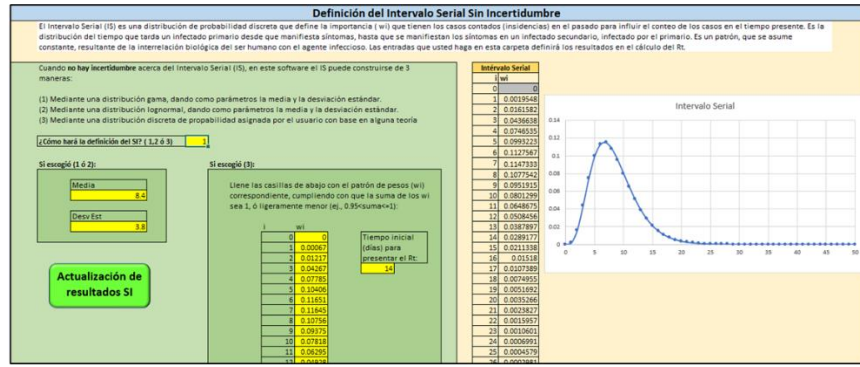 Definición del Intervalo Serial Sin Incertidumbre
El Intervalo Serial (IS) es una distribución de probabilidad discreta que define la importancia ( wi) que tienen los casos contados (insidencias) en el pasado para influir el conteo de los casos en el tiempo presente. Es la
distribución del tiempo que tarda un infectado primario desde que manifiesta síntomas, hasta que se manifiestan los síntomas en un infectado secundario, infectado por el primario. Es un patrón, que se asume
constante, resultante de la interrelación biológica del ser humano con el agente infeccioso. Las entradas que usted haga en esta carpeta definirá los resultados en el cálculo del Rt.
Cuando no hay incertidumbre acerca del Intervalo Serial (IS), en este software el IS puede construirse de 3
maneras:
(1) Mediante una distribución gama, dando como parámetros la media y la desviación estándar.
(2) Mediante una distribución lognormal, dando como parámetros la media y la desviación estándar.
(3) Mediante una distribución discreta de propabilidad asignada por el usuario con base en alguna teoría
¿Cómo hará la definición del SI? ( 1,2 ó 3) 1
Si escogió (1 ó 2):
Media
8.4
Desv Est
3.8
Actualización de
resultados SI
Si escogió (3):
Llene las casillas de abajo con el patrón de pesos (wi)
correspondiente, cumpliendo con que la suma de los wi
sea 1, ó ligeramente menor (ej., 0.95<suma<=1):
i wi
0 0
1 0.00067
2 0.01217
3 0.04267
4 0.07785
5 0.10406
6 0.11651
7 0.11645
8 0.10756
9 0.09375
10 0.07818
11 0.06295
12 0.04928
Tiempo inicial
(días) para
presentar el Rt:
14
Intérvalo Serial
i wi
0 0
1 0.0019548
2 0.0161582
3 0.0436638
4 0.0746535
5 0.0993223
6 0.1127567
7 0.1147333
8 0.1077542
9 0.0951915
10 0.0801299
11 0.0648675
12 0.0508456
13 0.0387897
14 0.0289177
15 0.0211338
16 0.01518
17 0.0107389
18 0.0074955
19 0.0051692
20 0.0035266
21 0.0023827
22 0.0015957
23 0.0010601
24 0.0006991
25 0.0004579
26 0.0002981
Intervalo Serial
0.14
0.12
0.1
0.08
0.06
0.04
0.02
0
0 5 10 15 20 25 30 35 40 45 50